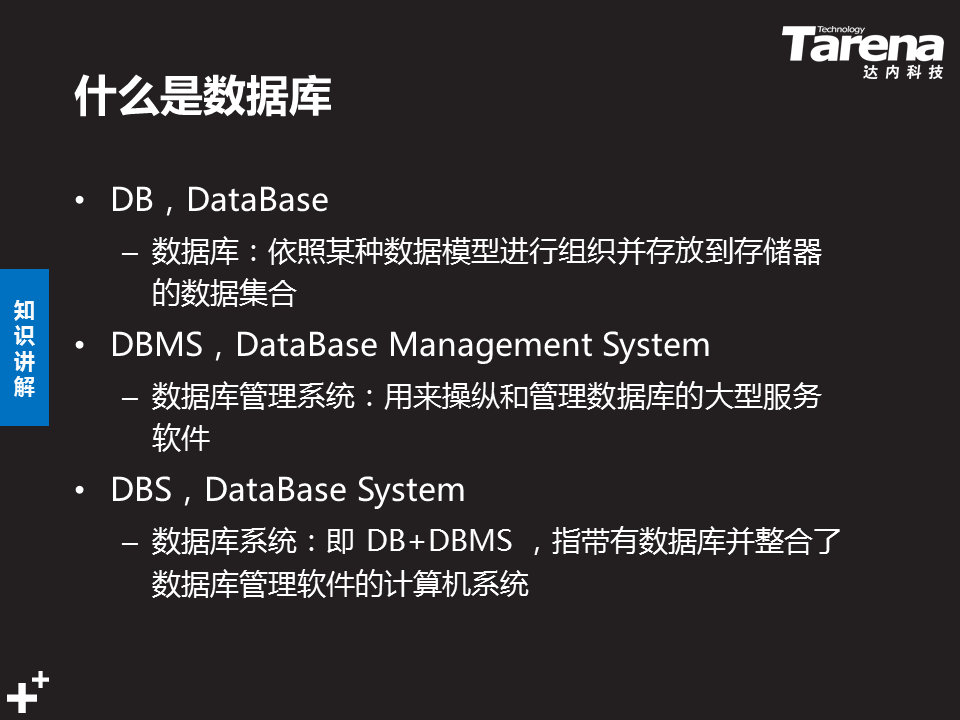 Technology
Tarena
达内科技
什么是数据库
• DB，DataBase
– 数据库：依照某种数据模型进行组织并存放到存储器
的数据集合
• DBMS，DataBase Management System
– 数据库管理系统：用来操纵和管理数据库的大型服务
软件
• DBS，DataBase System
– 数据库系统：即 DB+DBMS ，指带有数据库并整合了
数据库管理软件的计算机系统
知
识
讲
解